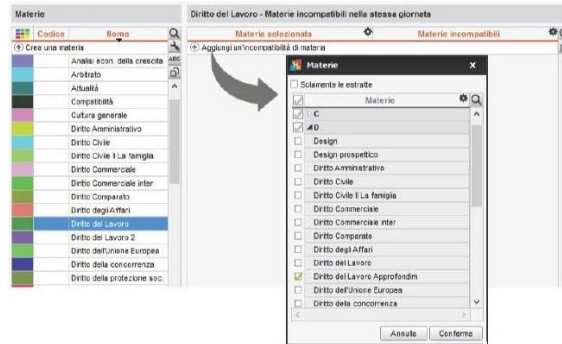 Materie
Codice Nome
Crea una materia
Analisi econ. della crescita
Arbitrato
Attualità
Compatibilità
Cultura generale
Diritto Amministrativo
Diritto Civile
Diritto Civile II La famiglia
Diritto Commerciale
Diritto Commerciale inter
Diritto Comparato
Diritto degli Affari
Diritto del Lavoro
Diritto del Lavoro 2
Diritto dell'Unione Europea
Diritto della concorrenza
Diritto della protezione soc.
ABC
Diritto del Lavoro - Materie incompatibili nella stessa giornata
Materie selezionata Materie incompatibili
Aggiungi un'incompatibilità di materia
Materie x
Solamente le estratte
Materie
C
D
Design
Design prospettico
Diritto Amministrativo
Diritto Civile
Diritto Civile II La famiglia
Diritto Commerciale
Diritto Commerciale inter
Diritto Comparato
Diritto degli Affari
Diritto del Lavoro
Diritto del Lavoro Approfondim
Diritto dell'Unione Europea
Diritto della concorrenza
Annulla Conferma